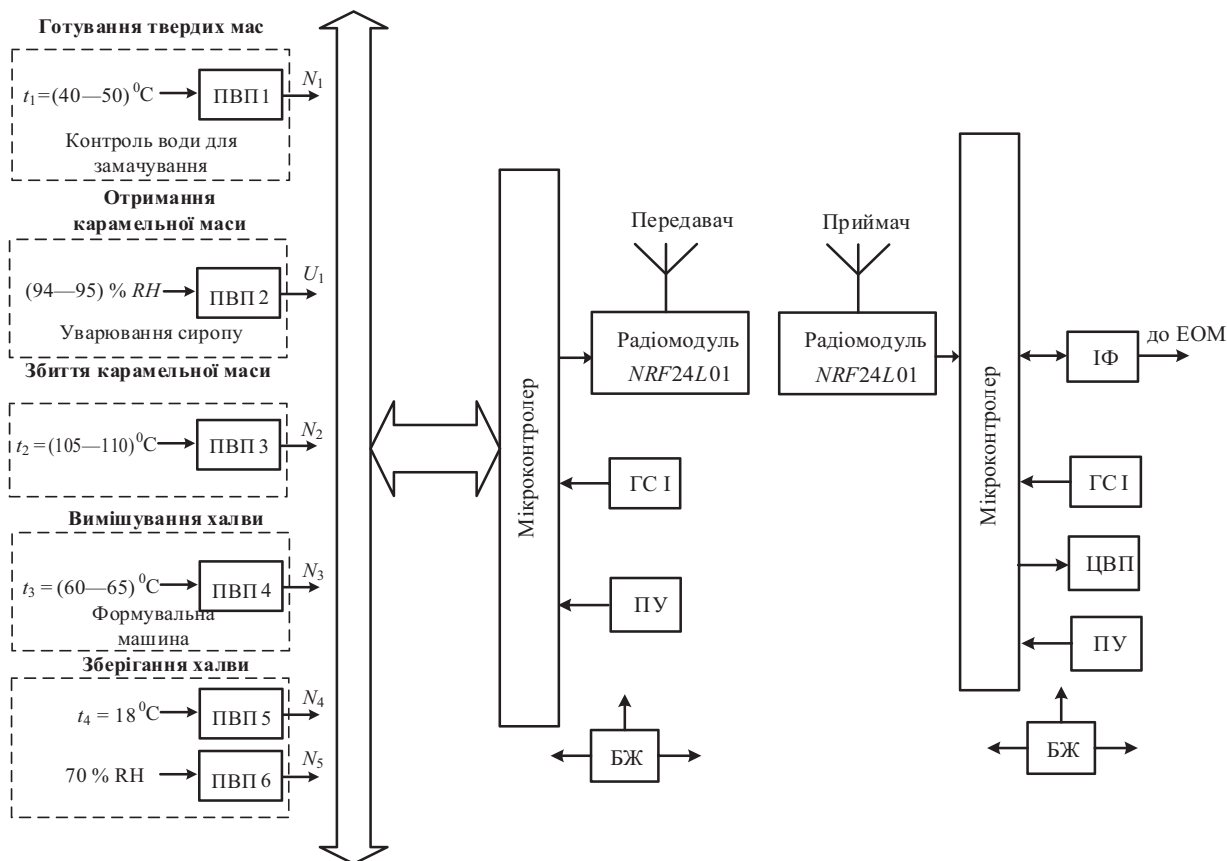 Готування твердих мас
t₁=(40—50) ⁰C
ПВП 1
N₁
Контроль води для
замачування
Отримання
карамельної маси
(94—95) % RH
ПВП 2
U₁
Уварювання сиропу
Збиття карамельної маси
t₂=(105—110)⁰C
ПВП 3
N₂
Вимішування халви
t₃ = (60—65) ⁰C
ПВП 4
N₃
Формувальна
машина
Зберігання халви
t₄ = 18 ⁰C
ПВП 5
N₄
70 % RH
ПВП 6
N₅
Мікроконтролер
Передавач
Радіомодуль
NRF24L01
ГС І
ПУ
БЖ
Приймач
Радіомодуль
NRF24L01
Мікроконтролер
ІФ
до ЕОМ
ГС І
ЦВП
ПУ
БЖ